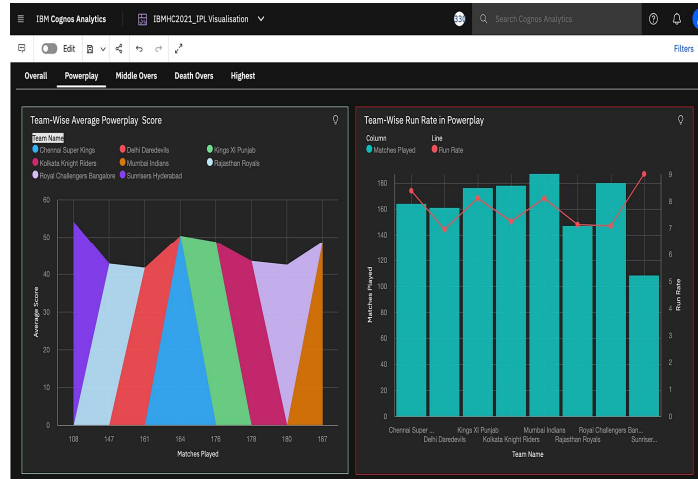 IBM Cognos Analytics
IBMHC2021_IPL Visualisation
Search Cognos Analytics
Edit
Filters
Overall Powerplay Middle Overs Death Overs Highest
Team-Wise Average Powerplay Score
Team Name
Chennai Super Kings Delhi Daredevils Kings XI Punjab
Kolkata Knight Riders Mumbai Indians Rajasthan Royals
Royal Challengers Bangalore Sunrisers Hyderabad
60
50
40
30
20
10
0
Average Score
108 147 161 164 176 178 180 187
Matches Played
Team-Wise Run Rate in Powerplay
Column Line
Matches Played Run Rate
180
160
140
120
100
80
60
40
20
0
Matches Played
9
8
7
6
5
4
3
2
1
0
Run Rate
Chennai Super ... Kings XI Punjab Mumbai Indians Royal Challengers Ban...
Delhi Daredevils Kolkata Knight Riders Rajasthan Royals Sunriser...
Team Name